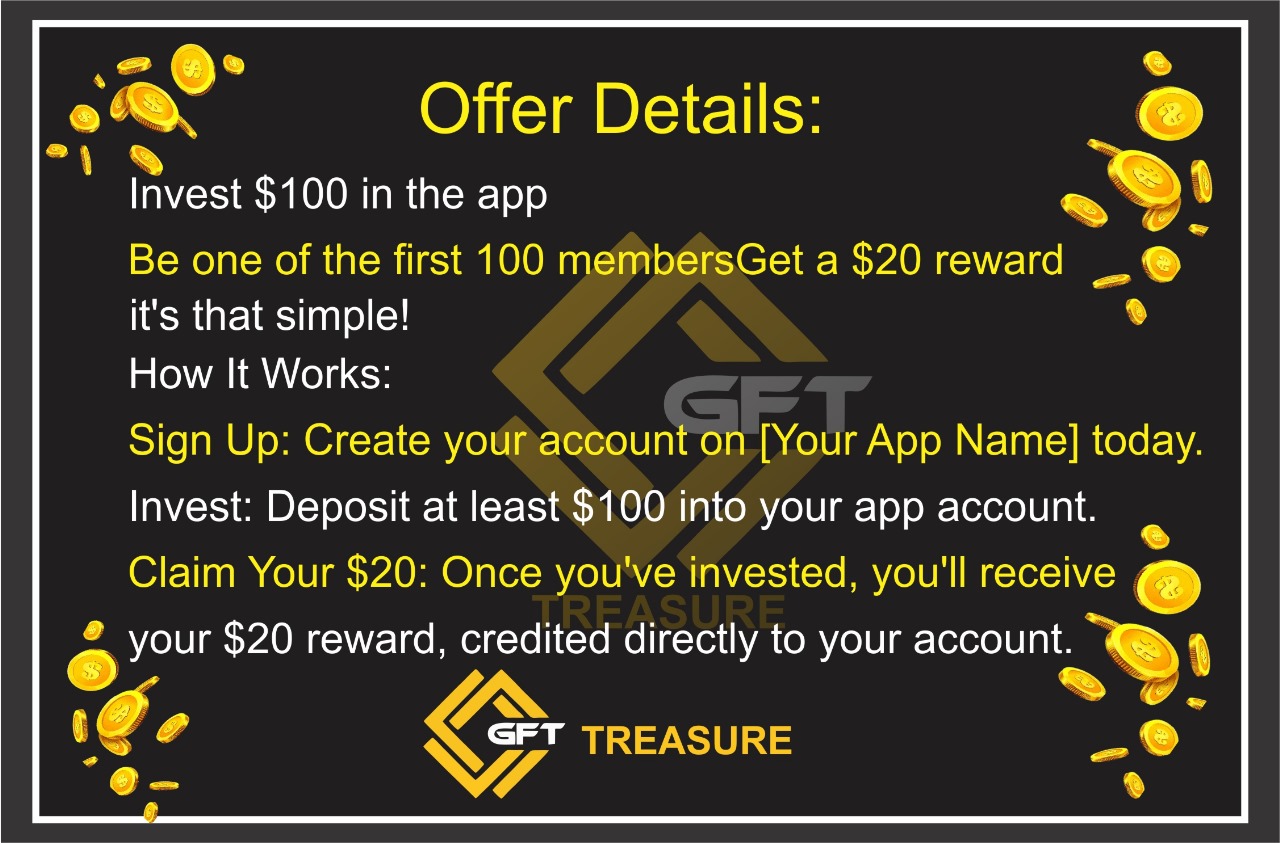 Offer Details:
Invest $100 in the app
Be one of the first 100 membersGet a $20 reward
it's that simple!
How It Works:
GFT
Sign Up: Create your account on [Your App Name] today.
Invest: Deposit at least $100 into your app account.
Claim Your $20: Once you've invested, you'll receive
TREASURE
your $20 reward, credited directly to your account.
GFT TREASURE